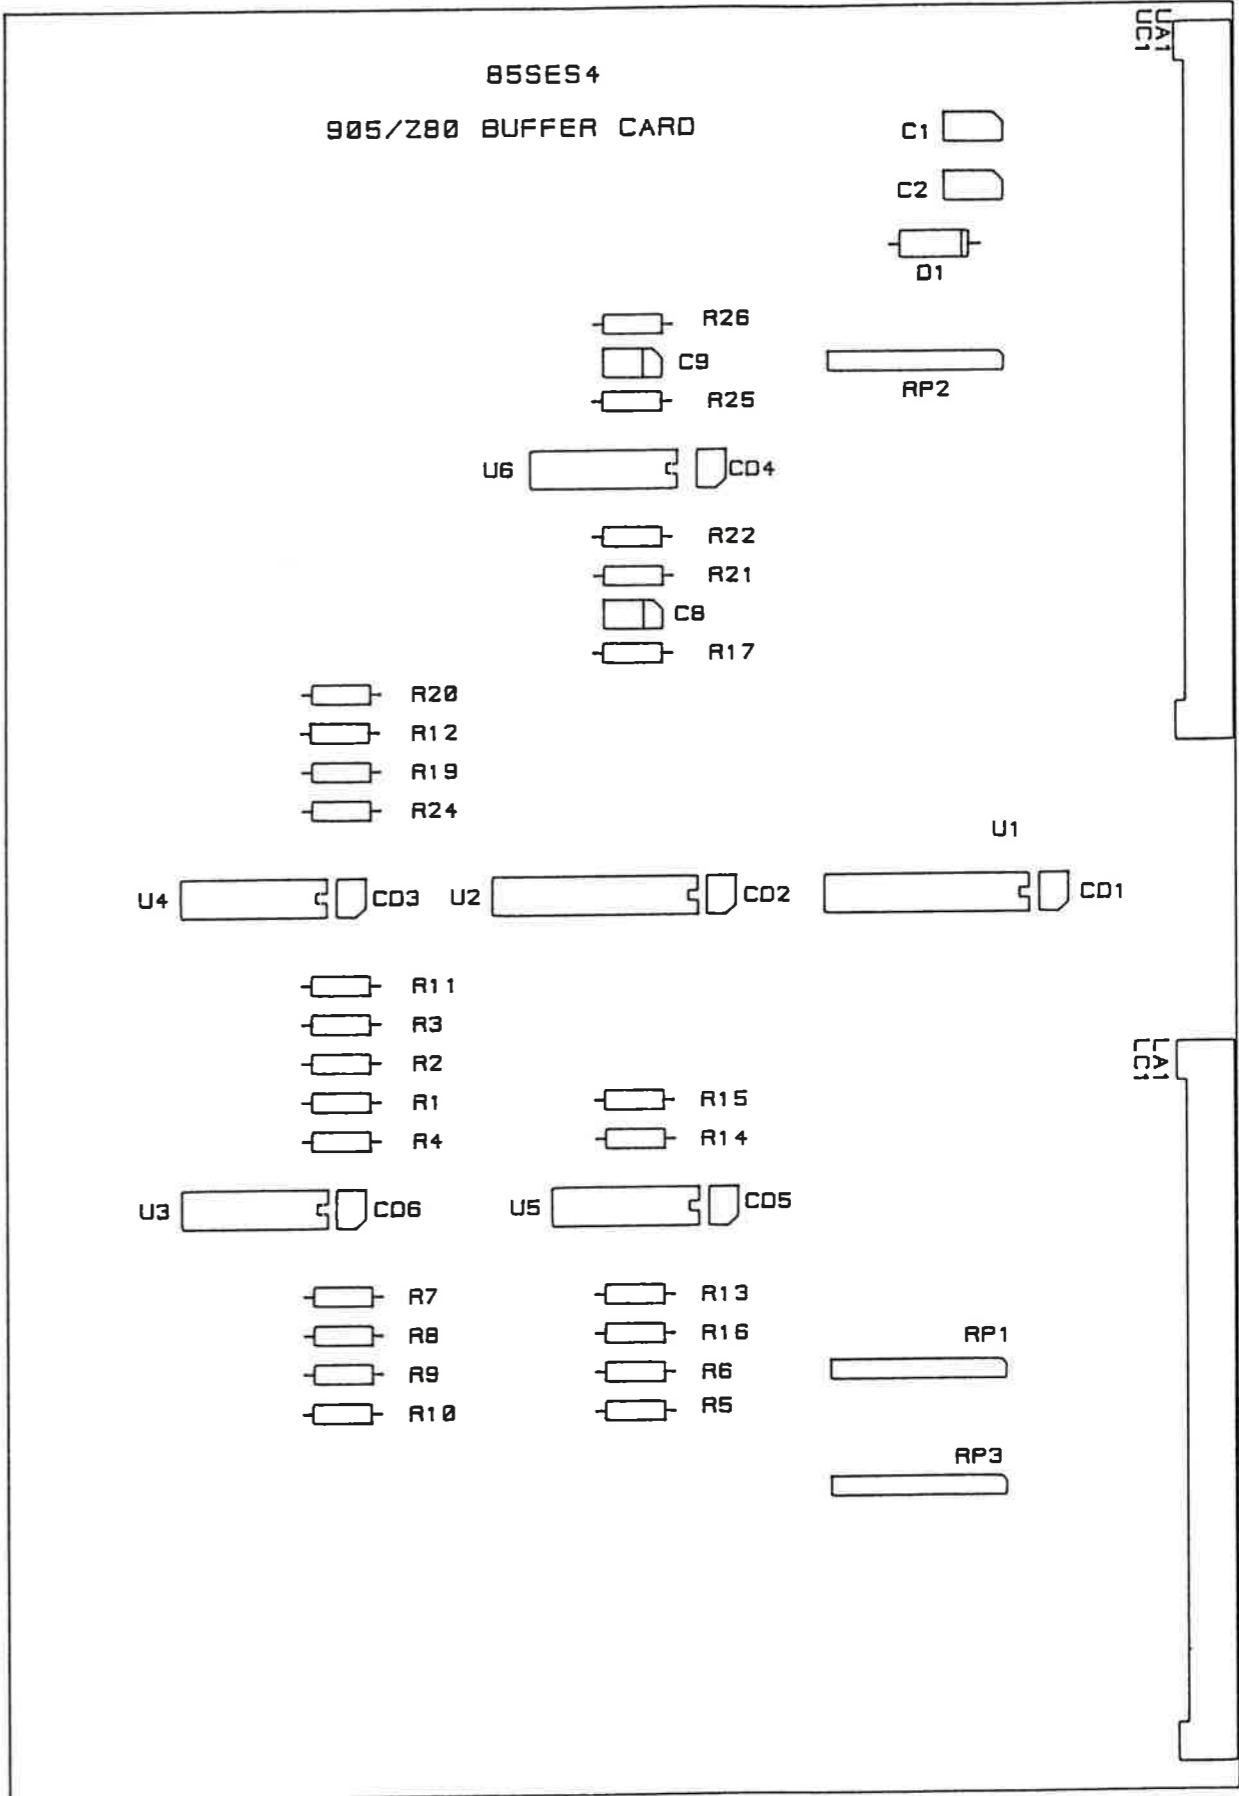 UA1
UC1
85SES4
905/Z80 BUFFER CARD
C1
C2
D1
R26
C9
RP2
R25
U6
CD4
R22
R21
C8
R17
R20
R12
R19
R24
U1
U4
CD3
U2
CD2
CD1
R11
R3
LA1
LC1
R2
R1
R15
R4
R14
U3
CD6
U5
CD5
R7
R13
R8
R16
RP1
R9
R6
R10
R5
RP3